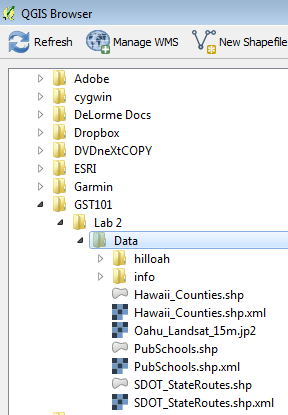 QGIS Browser
Refresh Manage WMS New Shapefile
Adobe
cygwin
DeLorme Docs
Dropbox
DVDneXtCOPY
ESRI
Garmin
GST101
Lab 2
Data
hilloah
info
Hawaii_Counties.shp
Hawaii_Counties.shp.xml
Oahu_Landsat_15m.jp2
PubSchools.shp
PubSchools.shp.xml
SDOT_StateRoutes.shp
SDOT_StateRoutes.shp.xml